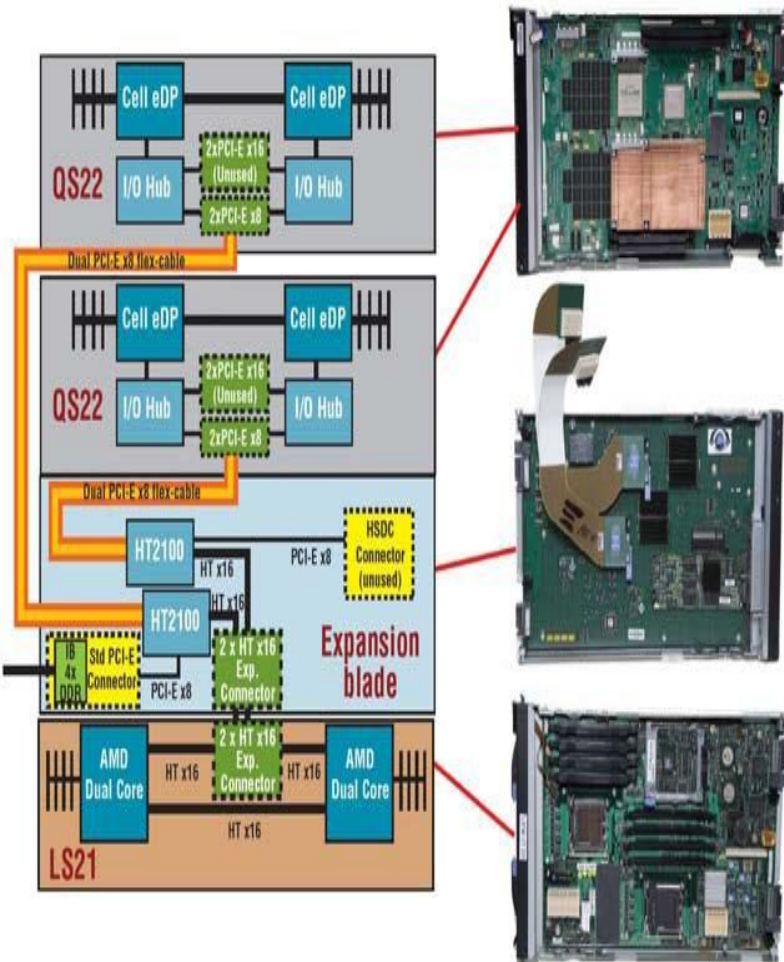 Cell eDP
Cell eDP
2xPCI-E x16
(Unused)
QS22
I/O Hub
I/O Hub
2xPCI-E x8
Dual PCI-E x8 flex-cable
Cell eDP
Cell eDP
2xPCI-E x16
(Unused)
QS22
I/O Hub
I/O Hub
2xPCI-E x8
Dual PCI-E x8 flex-cable
HT2100
HT x16
PCI-E x8
HSDC
Connector
(unused)
HT2100
HT x16
IB
4x
DDR
Std PCI-E
Connector
PCI-E x8
2 x HT x16
Exp.
Connector
Expansion
blade
2 x HT x16
Exp.
Connector
AMD
Dual Core
HT x16
HT x16
AMD
Dual Core
HT x16
LS21